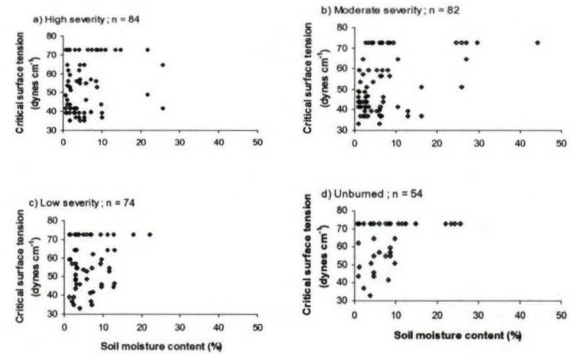 a) High severity; n = 84
Critical surface tension
(dynes cm⁻¹)
80
70
60
50
40
30
0 10 20 30 40 50
b) Moderate severity; n = 82
Critical surface tension
(dynes cm⁻¹)
80
70
60
50
40
30
0 10 20 30 40 50
c) Low severity; n = 74
Critical surface tension
(dynes cm⁻¹)
80
70
60
50
40
30
0 10 20 30 40 50
Soil moisture content (%)
d) Unburned; n = 54
Critical surface tension
(dynes cm⁻¹)
80
70
60
50
40
30
0 10 20 30 40 50
Soil moisture content (%)